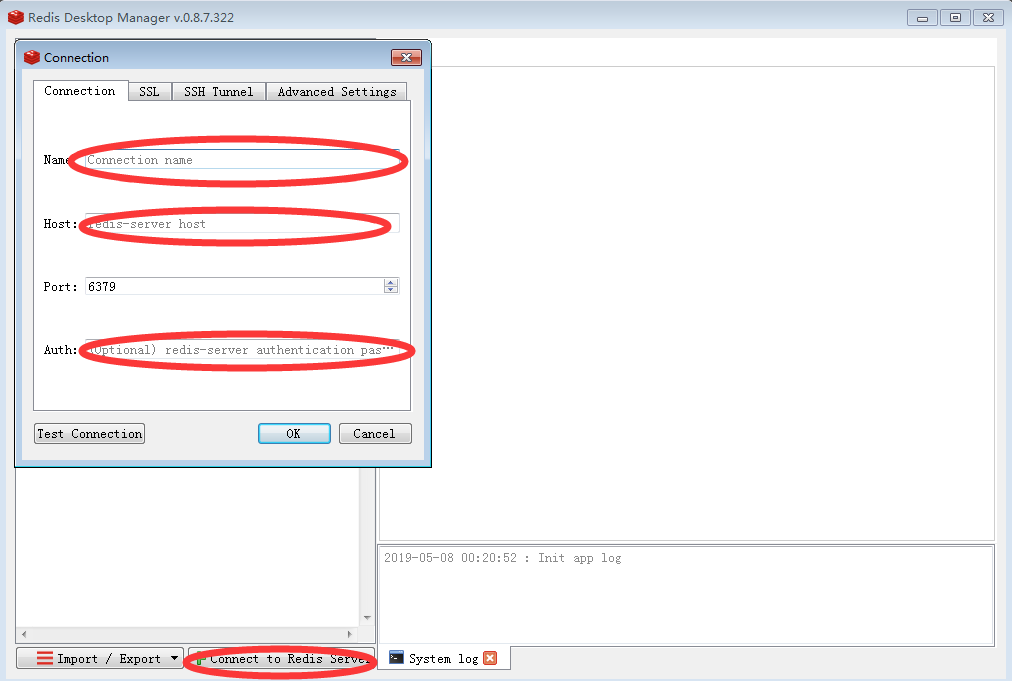 Redis Desktop Manager v.0.8.7.322
Connection
Connection SSL SSH Tunnel Advanced Settings
Name Connection name
Host: redis-server host
Port: 6379
Auth: (Optional) redis-server authentication pas…
Test Connection OK Cancel
2019-05-08 00:20:52 : Init app log
Import / Export Connect to Redis Server System log